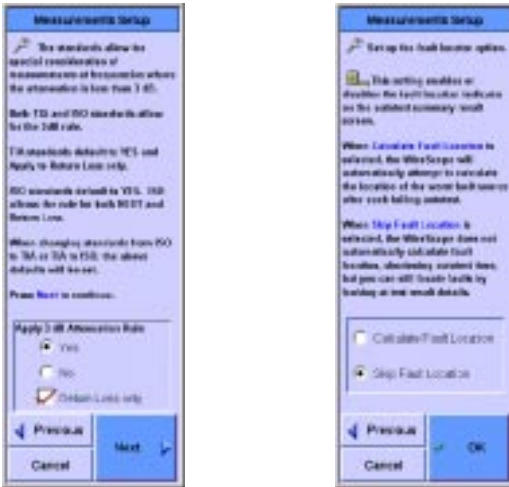 Measurements Setup
The standards allow for
special consideration of
measurements at frequencies where
the attenuation is less than 3 dB.
Both TIA and ISO standards allow
for the 3dB rule.
TIA standards default to YES and
Apply to Return Loss only.
ISO standards default to YES. ISO
allows the rule for both NEXT and
Return Loss.
When changing standards from ISO
to TIA or TIA to ISO, the above
defaults will be set.
Press Next to continue.
Apply 3 dB Attenuation Rule
Yes
No
Return Loss only
Previous
Next
Cancel
Measurements Setup
Set up the fault locator option.
This setting enables or
disables the fault locator indicator
on the autotest summary result
screen.
When Calculate Fault Location is
selected, the WireScope will
automatically attempt to calculate
the location of the worst fault source
after each failing autotest.
When Skip Fault Location is
selected, the WireScope does not
automatically calculate fault
location, shortening autotest time,
but you can still locate faults by
looking at test result details.
Calculate Fault Location
Skip Fault Location
Previous
OK
Cancel